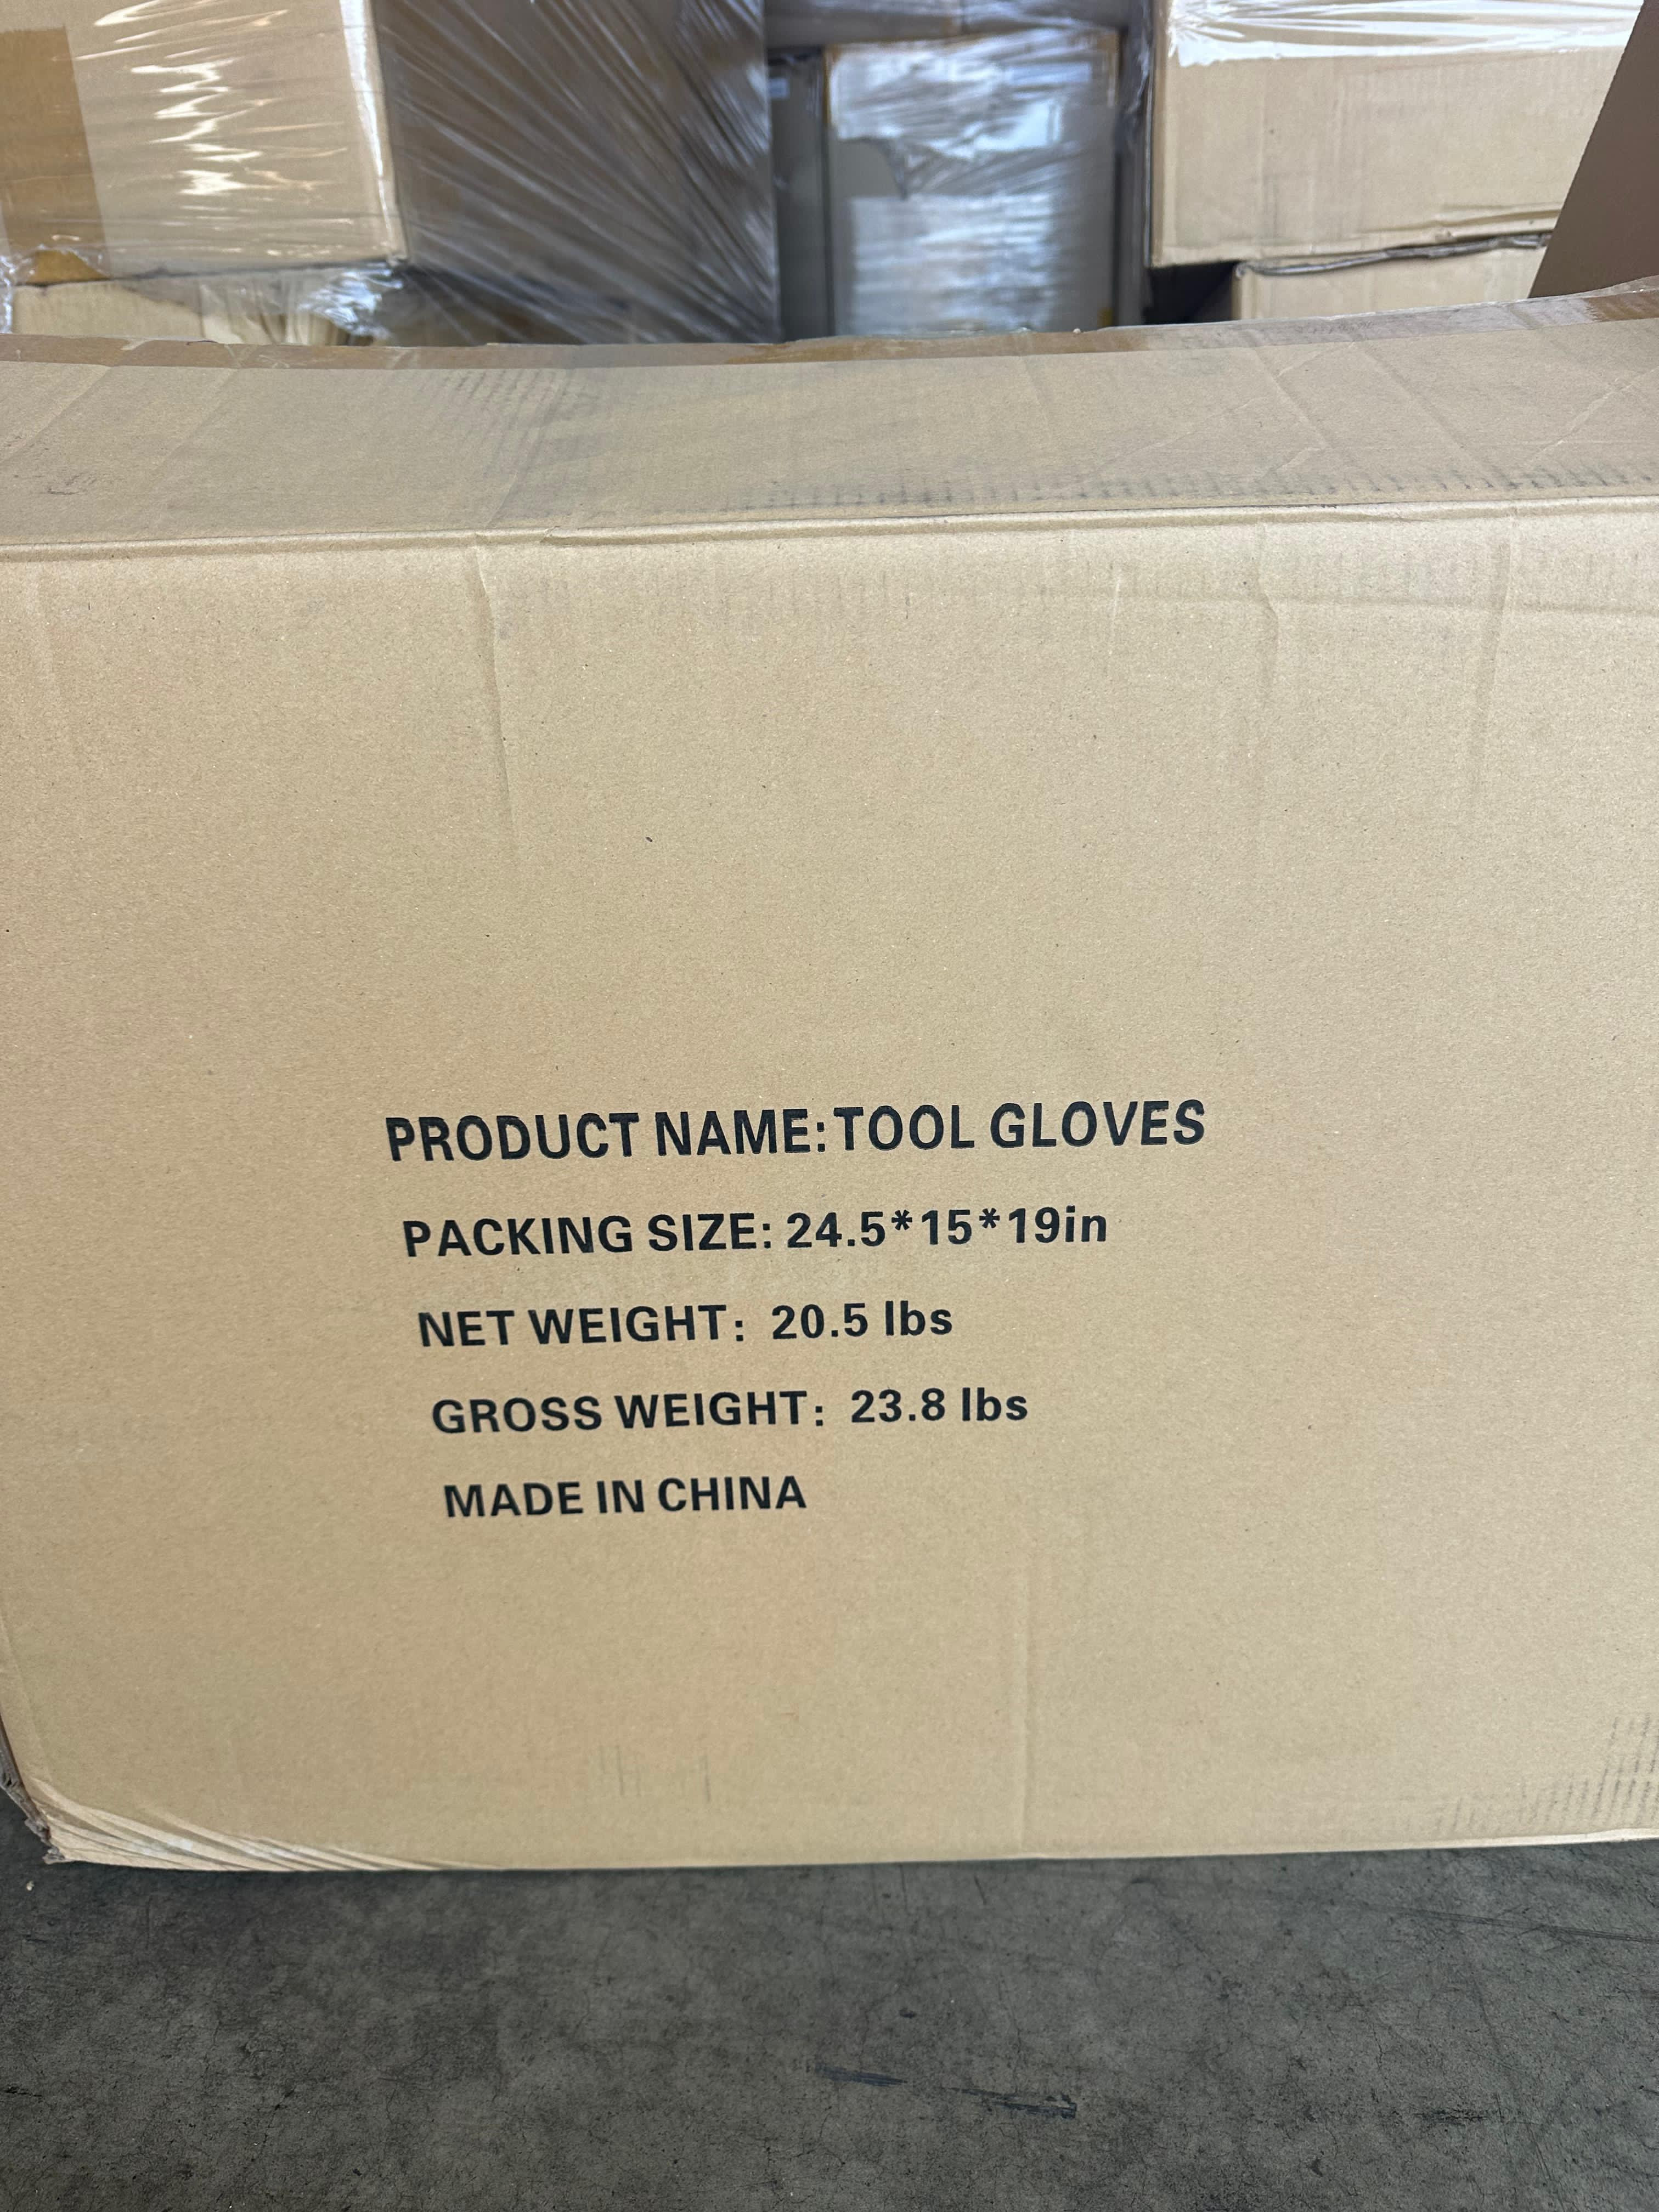 PRODUCT NAME:TOOL GLOVES
PACKING SIZE: 24.5*15*19in
NET WEIGHT: 20.5 lbs
GROSS WEIGHT: 23.8 lbs
MADE IN CHINA